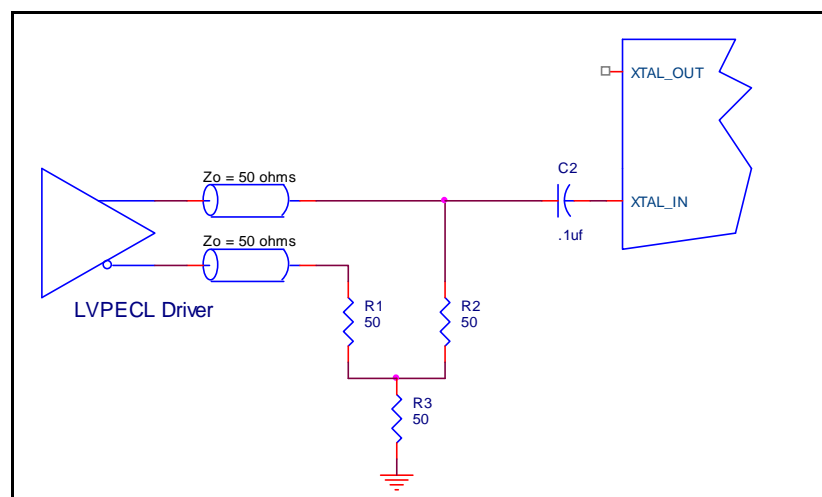 XTAL_OUT
C2
Zo = 50 ohms
XTAL_IN
.1uf
Zo = 50 ohms
LVPECL Driver
R1
50
R2
50
R3
50